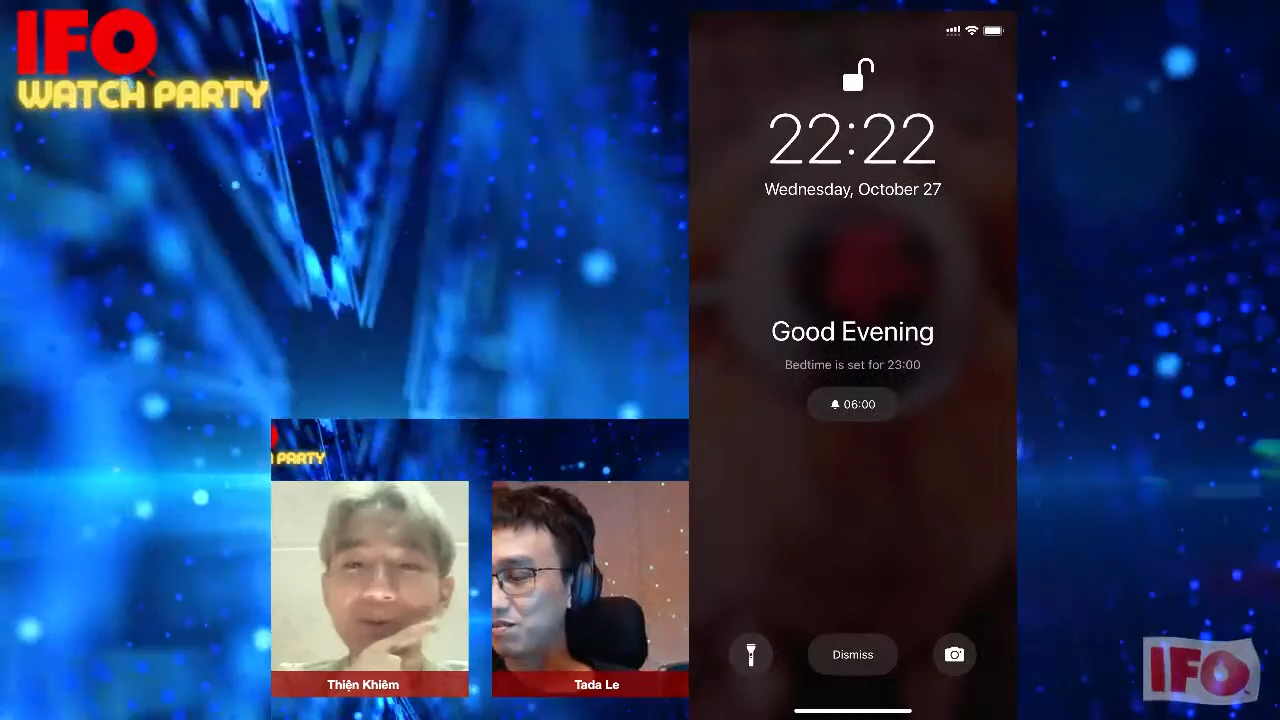 IFO
WATCH PARTY
22:22
Wednesday, October 27
Good Evening
Bedtime is set for 23:00
06:00
Dismiss
PARTY
Thiện Khiêm
Tada Le
IFO